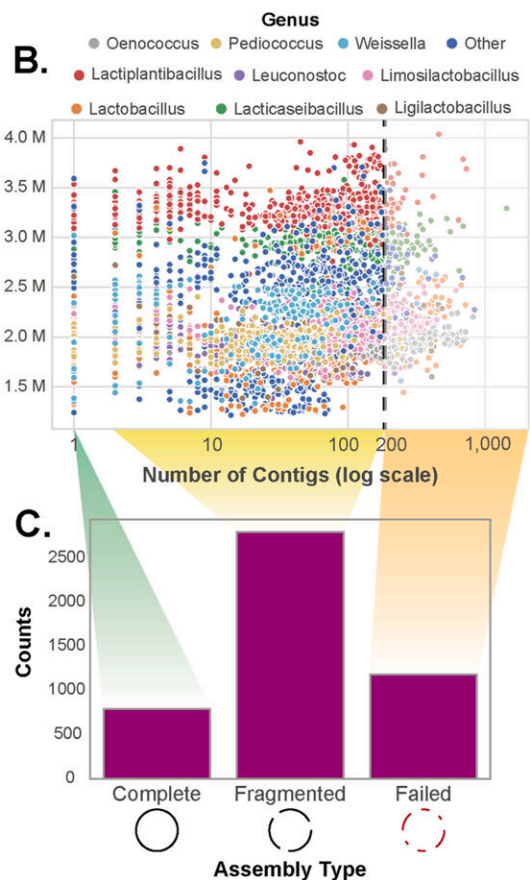 Genus
B.
Oenococcus Pediococcus Weissella Other
Lactiplantibacillus Leuconostoc Limosilactobacillus
Lactobacillus Lacticaseibacillus Ligilactobacillus
4.0 M
3.5 M
3.0 M
2.5 M
2.0 M
1.5 M
1 10 100 200 1,000
Number of Contigs (log scale)
C.
2500
2000
1500
1000
500
0
Counts
Complete Fragmented Failed
Assembly Type